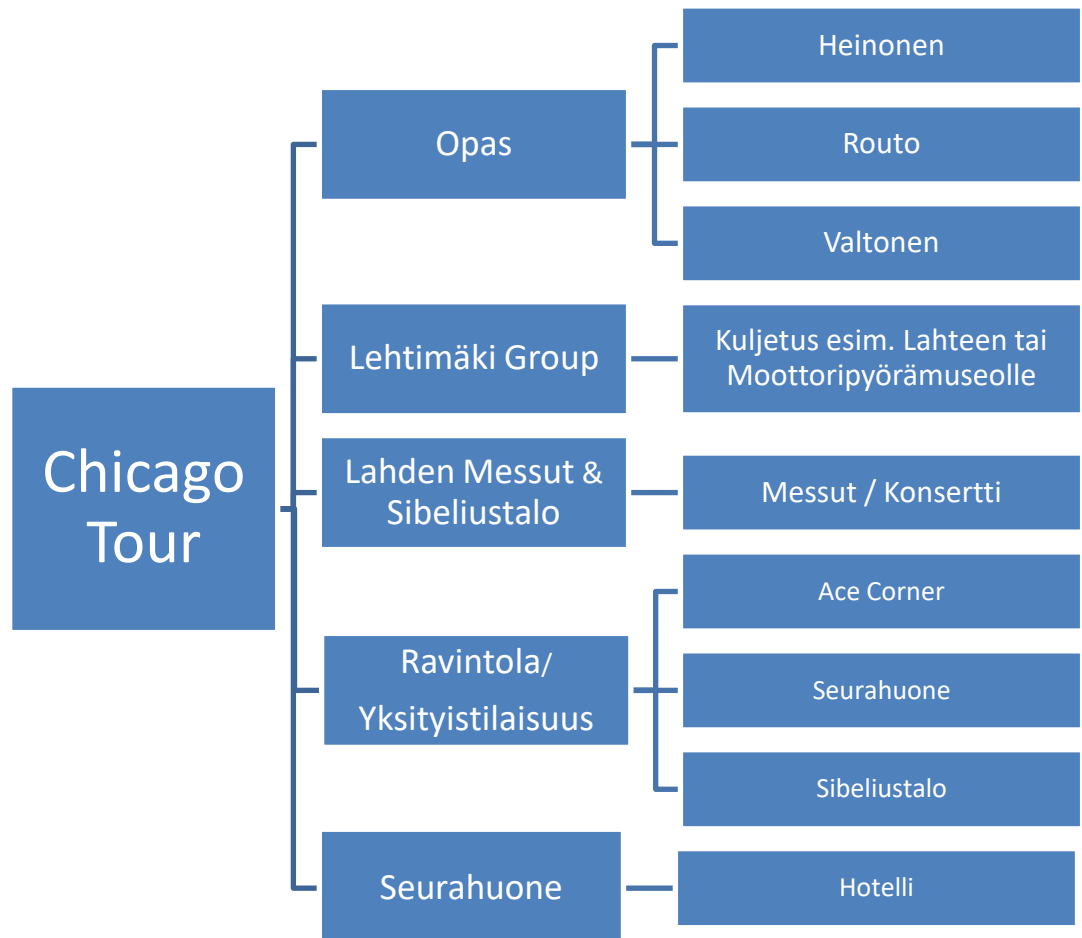 Chicago
Tour
Opas
Heinonen
Routo
Valtonen
Lehtimäki Group
Kuljetus esim. Lahteen tai
Moottoripyörämuseolle
Lahden Messut &
Sibeliustalo
Messut / Konsertti
Ravintola/
Yksityistilaisuus
Ace Corner
Seurahuone
Sibeliustalo
Seurahuone
Hotelli